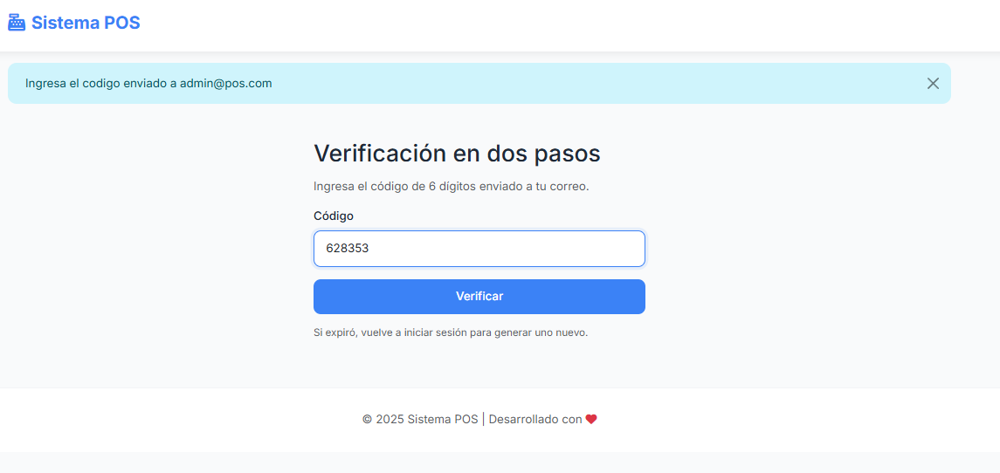 Sistema POS
Ingresa el codigo enviado a admin@pos.com
Verificación en dos pasos
Ingresa el código de 6 dígitos enviado a tu correo.
Código
628353
Verificar
Si expiró, vuelve a iniciar sesión para generar uno nuevo.
© 2025 Sistema POS | Desarrollado con